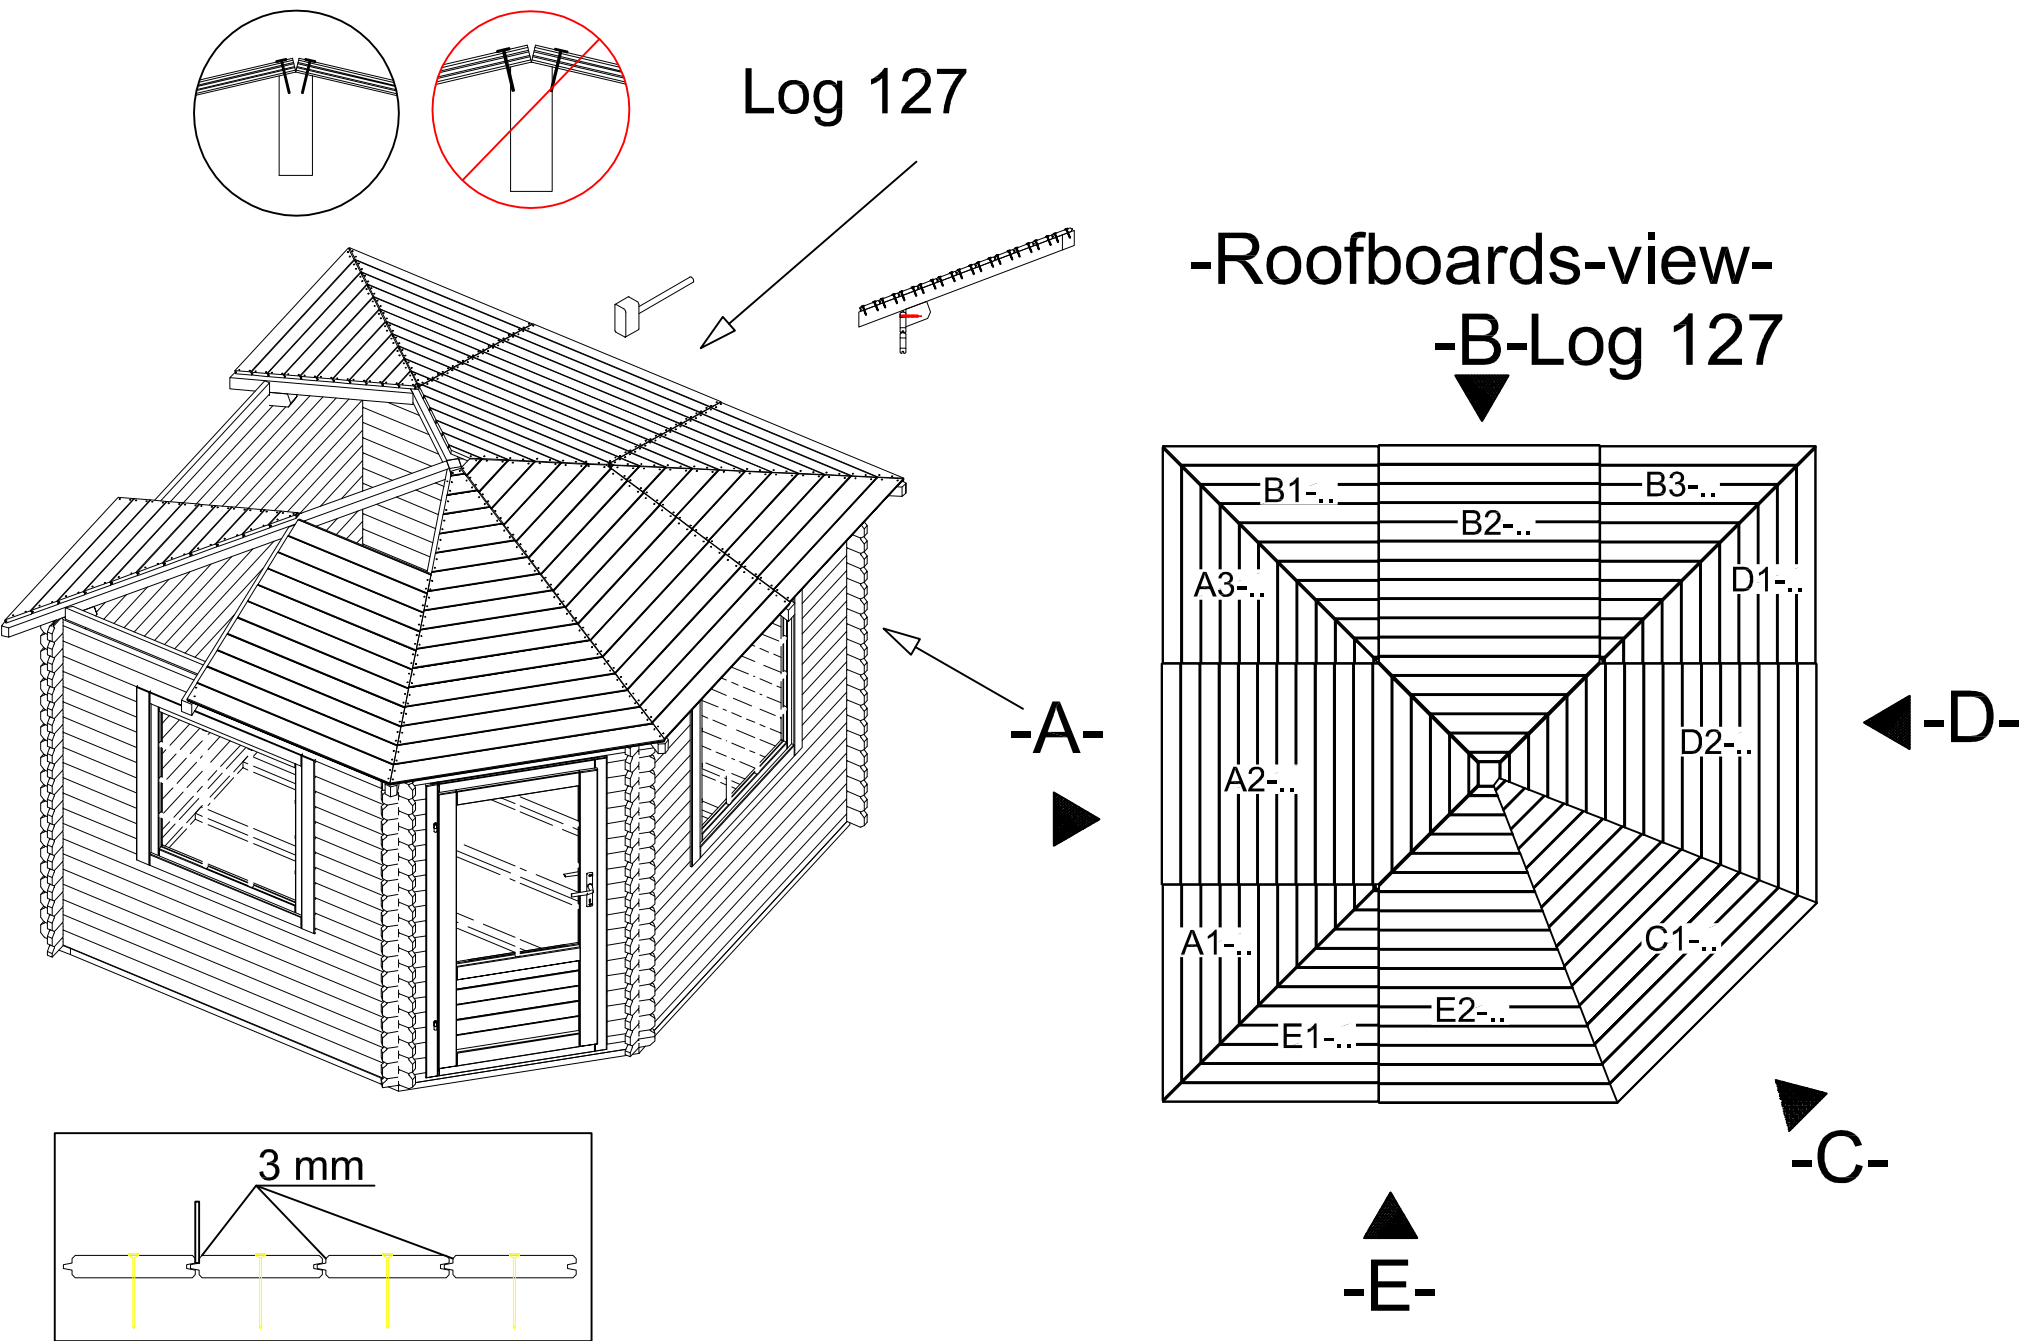 Log 127
-Roofboards-view-
-B-Log 127
B1-..
B3-..
B2-..
A3-..
D1-..
-A-
-D-
D2-..
A2-..
A1-..
C1-..
E2-..
E1-..
-C-
-E-
3 mm